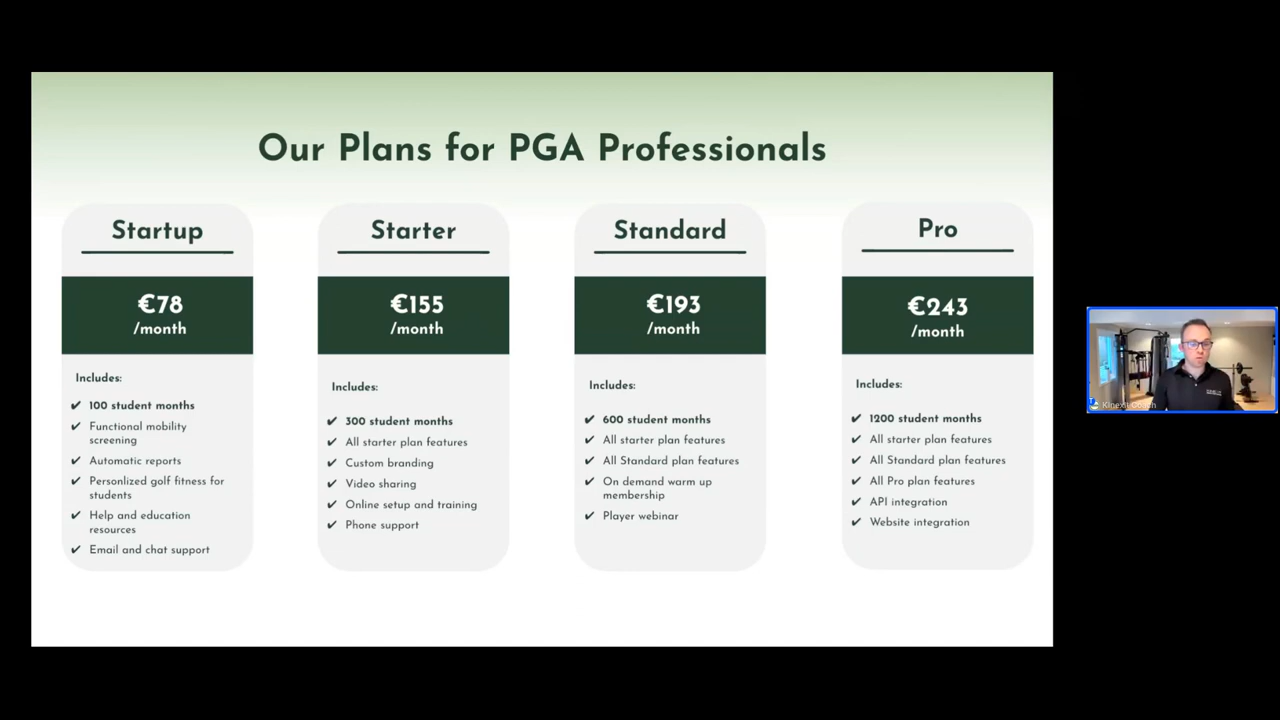 Our Plans for PGA Professionals
Startup
€78
/month
Includes:
✔ 100 student months
✔ Functional mobility
screening
✔ Automatic reports
✔ Personlized golf fitness for
students
✔ Help and education
resources
✔ Email and chat support
Starter
€155
/month
Includes:
✔ 300 student months
✔ All starter plan features
✔ Custom branding
✔ Video sharing
✔ Online setup and training
✔ Phone support
Standard
€193
/month
Includes:
✔ 600 student months
✔ All starter plan features
✔ All Standard plan features
✔ On demand warm up
membership
✔ Player webinar
Pro
€243
/month
Includes:
✔ 1200 student months
✔ All starter plan features
✔ All Standard plan features
✔ All Pro plan features
✔ API integration
✔ Website integration
Coach